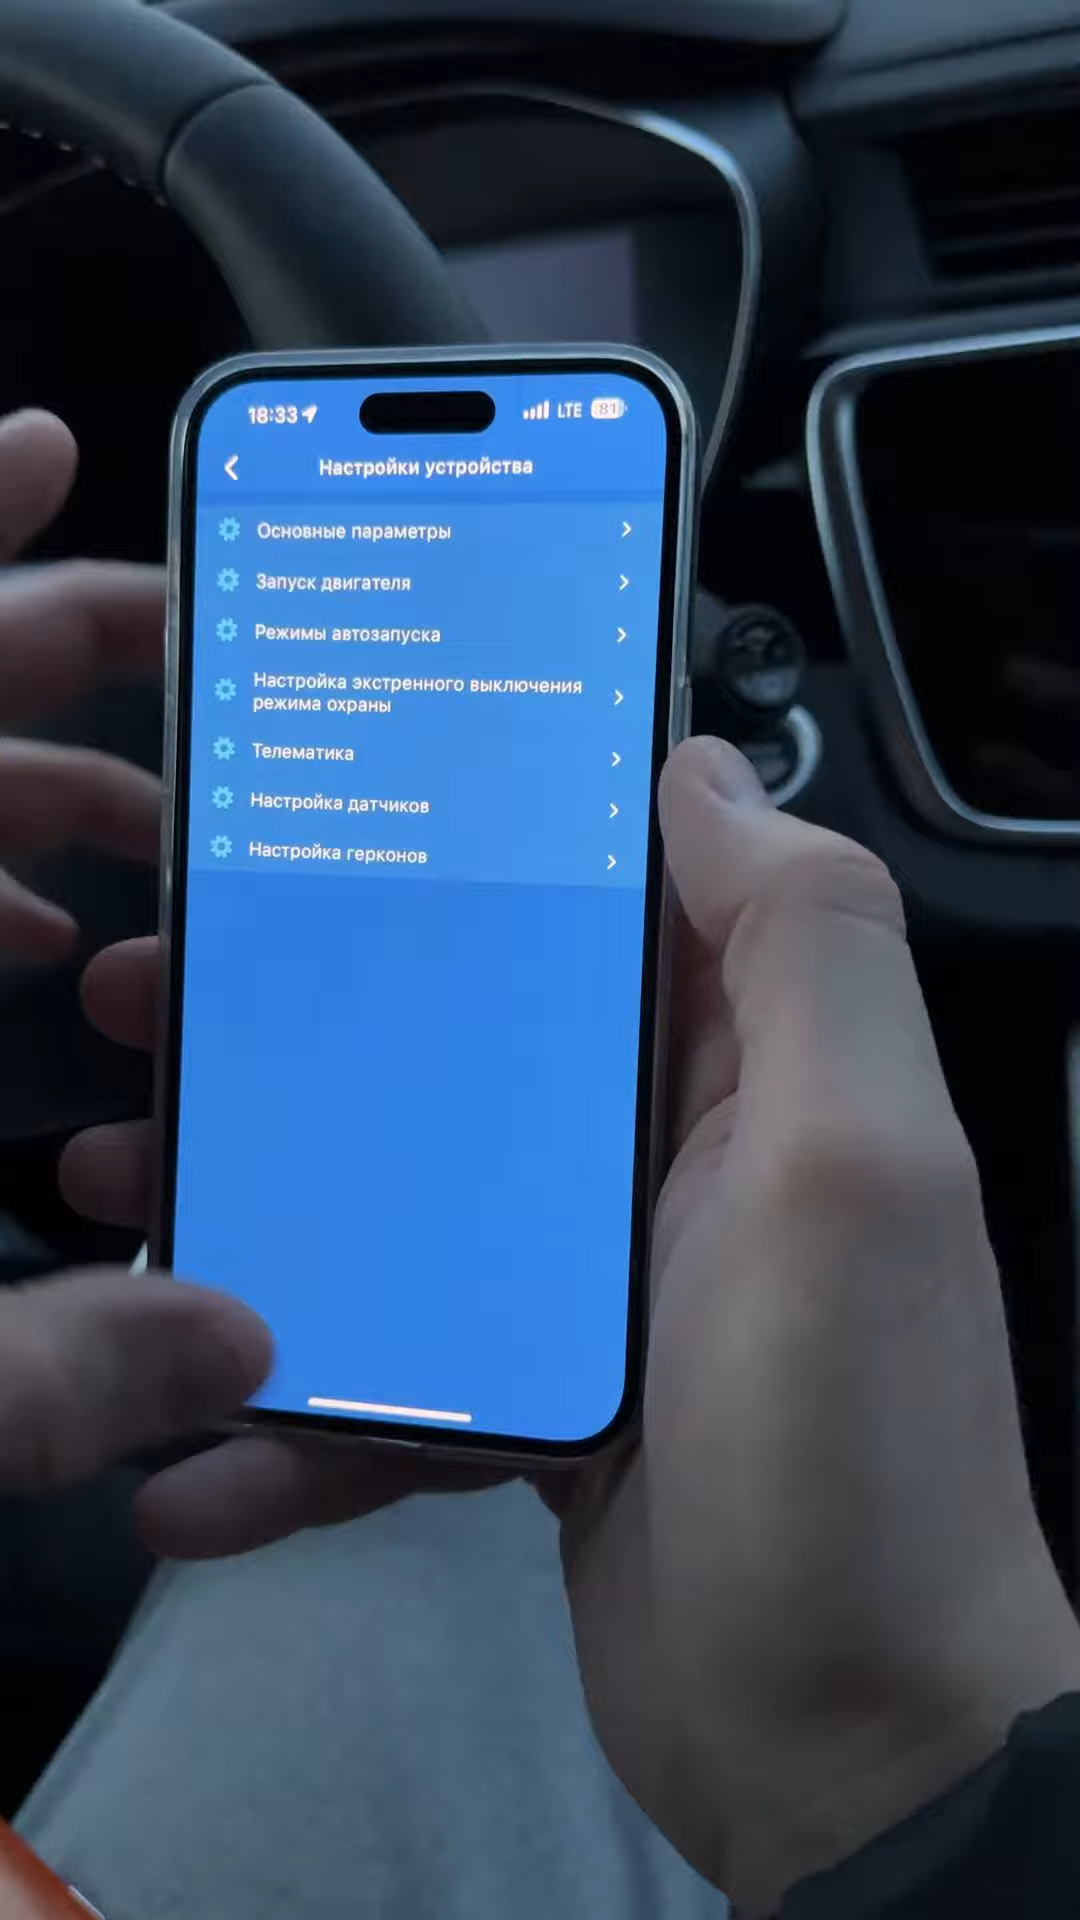 18:33
LTE 81
Настройки устройства
Основные параметры
Запуск двигателя
Режимы автозапуска
Настройка экстренного выключения
режима охраны
Телематика
Настройка датчиков
Настройка герконов